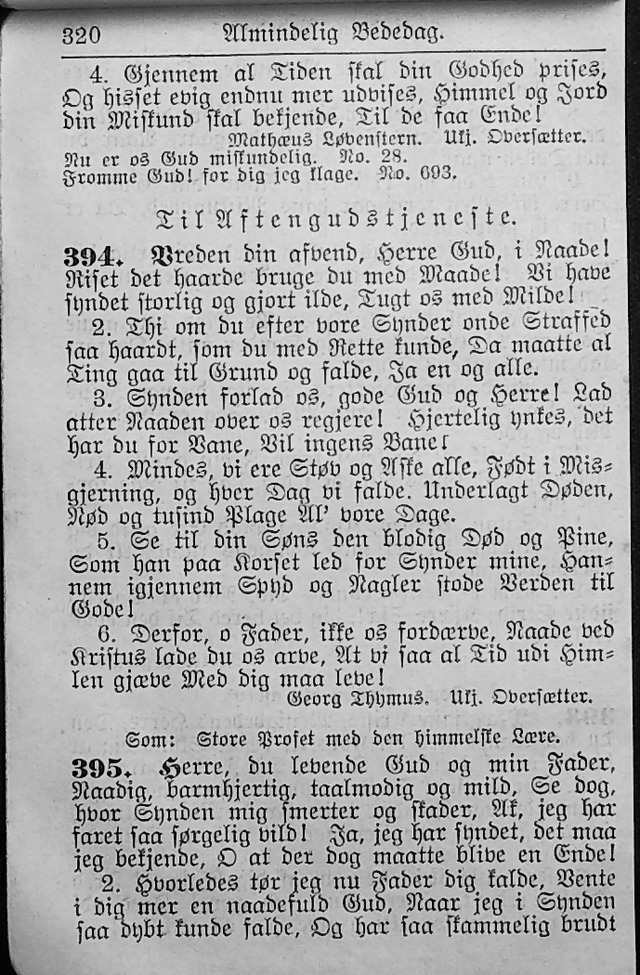 320 Almindelig Bededag.
4. Gjennem al Tiden skal din Godhed prises,
Og hisset evig endnu mer udvises, Himmel og Jord
din Miskund skal bekjende, Til de faa Ende!
Mathæus Løvenstern. Ukj. Oversætter.
Nu er os Gud miskundelig. No. 28.
Fromme Gud! for dig jeg klage. No. 693.
Til Aftengudstjeneste.
394. Vreden din afvend, Herre Gud, i Naade!
Riset det haarde bruge du med Maade! Vi have
syndet storlig og gjort ilde, Tugt os med Milde!
2. Thi om du efter vore Synder onde Straffed
saa haardt, som du med Rette kunde, Da maatte al
Ting gaa til Grund og falde, Ja en og alle.
3. Synden forlad os, gode Gud og Herre! Lad
atter Naaden over os regjere! Hjertelig ynkes, det
har du for Vane, Vil ingens Bane!
4. Mindes, vi ere Støv og Aske alle, Født i Mis-
gjerning, og hver Dag vi falde. Underlagt Døden,
Nød og tusind Plage Al' vore Dage.
5. Se til din Søns den blodig Død og Pine,
Som han paa Korset led for Synder mine, Han-
nem igjennem Spyd og Nagler stode Verden til
Gode!
6. Derfor, o Fader, ikke os fordærve, Naade ved
Kristus lade du os arve, At vi saa al Tid udi Him-
len gjæve Med dig maa leve!
Georg Thymus. Ukj. Oversætter.
Som: Store Profet med den himmelske Lære.
395. Herre, du levende Gud og min Fader,
Naadig, barmhjertig, taalmodig og mild, Se dog,
hvor Synden mig smerter og skader, Ak, jeg har
faret saa sørgelig vild! Ja, jeg har syndet, det maa
jeg bekjende, O at der dog maatte blive en Ende!
2. Hvorledes tør jeg nu Fader dig kalde, Vente
i dig mer en naadefuld Gud, Naar jeg i Synden
saa dybt kunde falde, Og har saa skammelig brudt